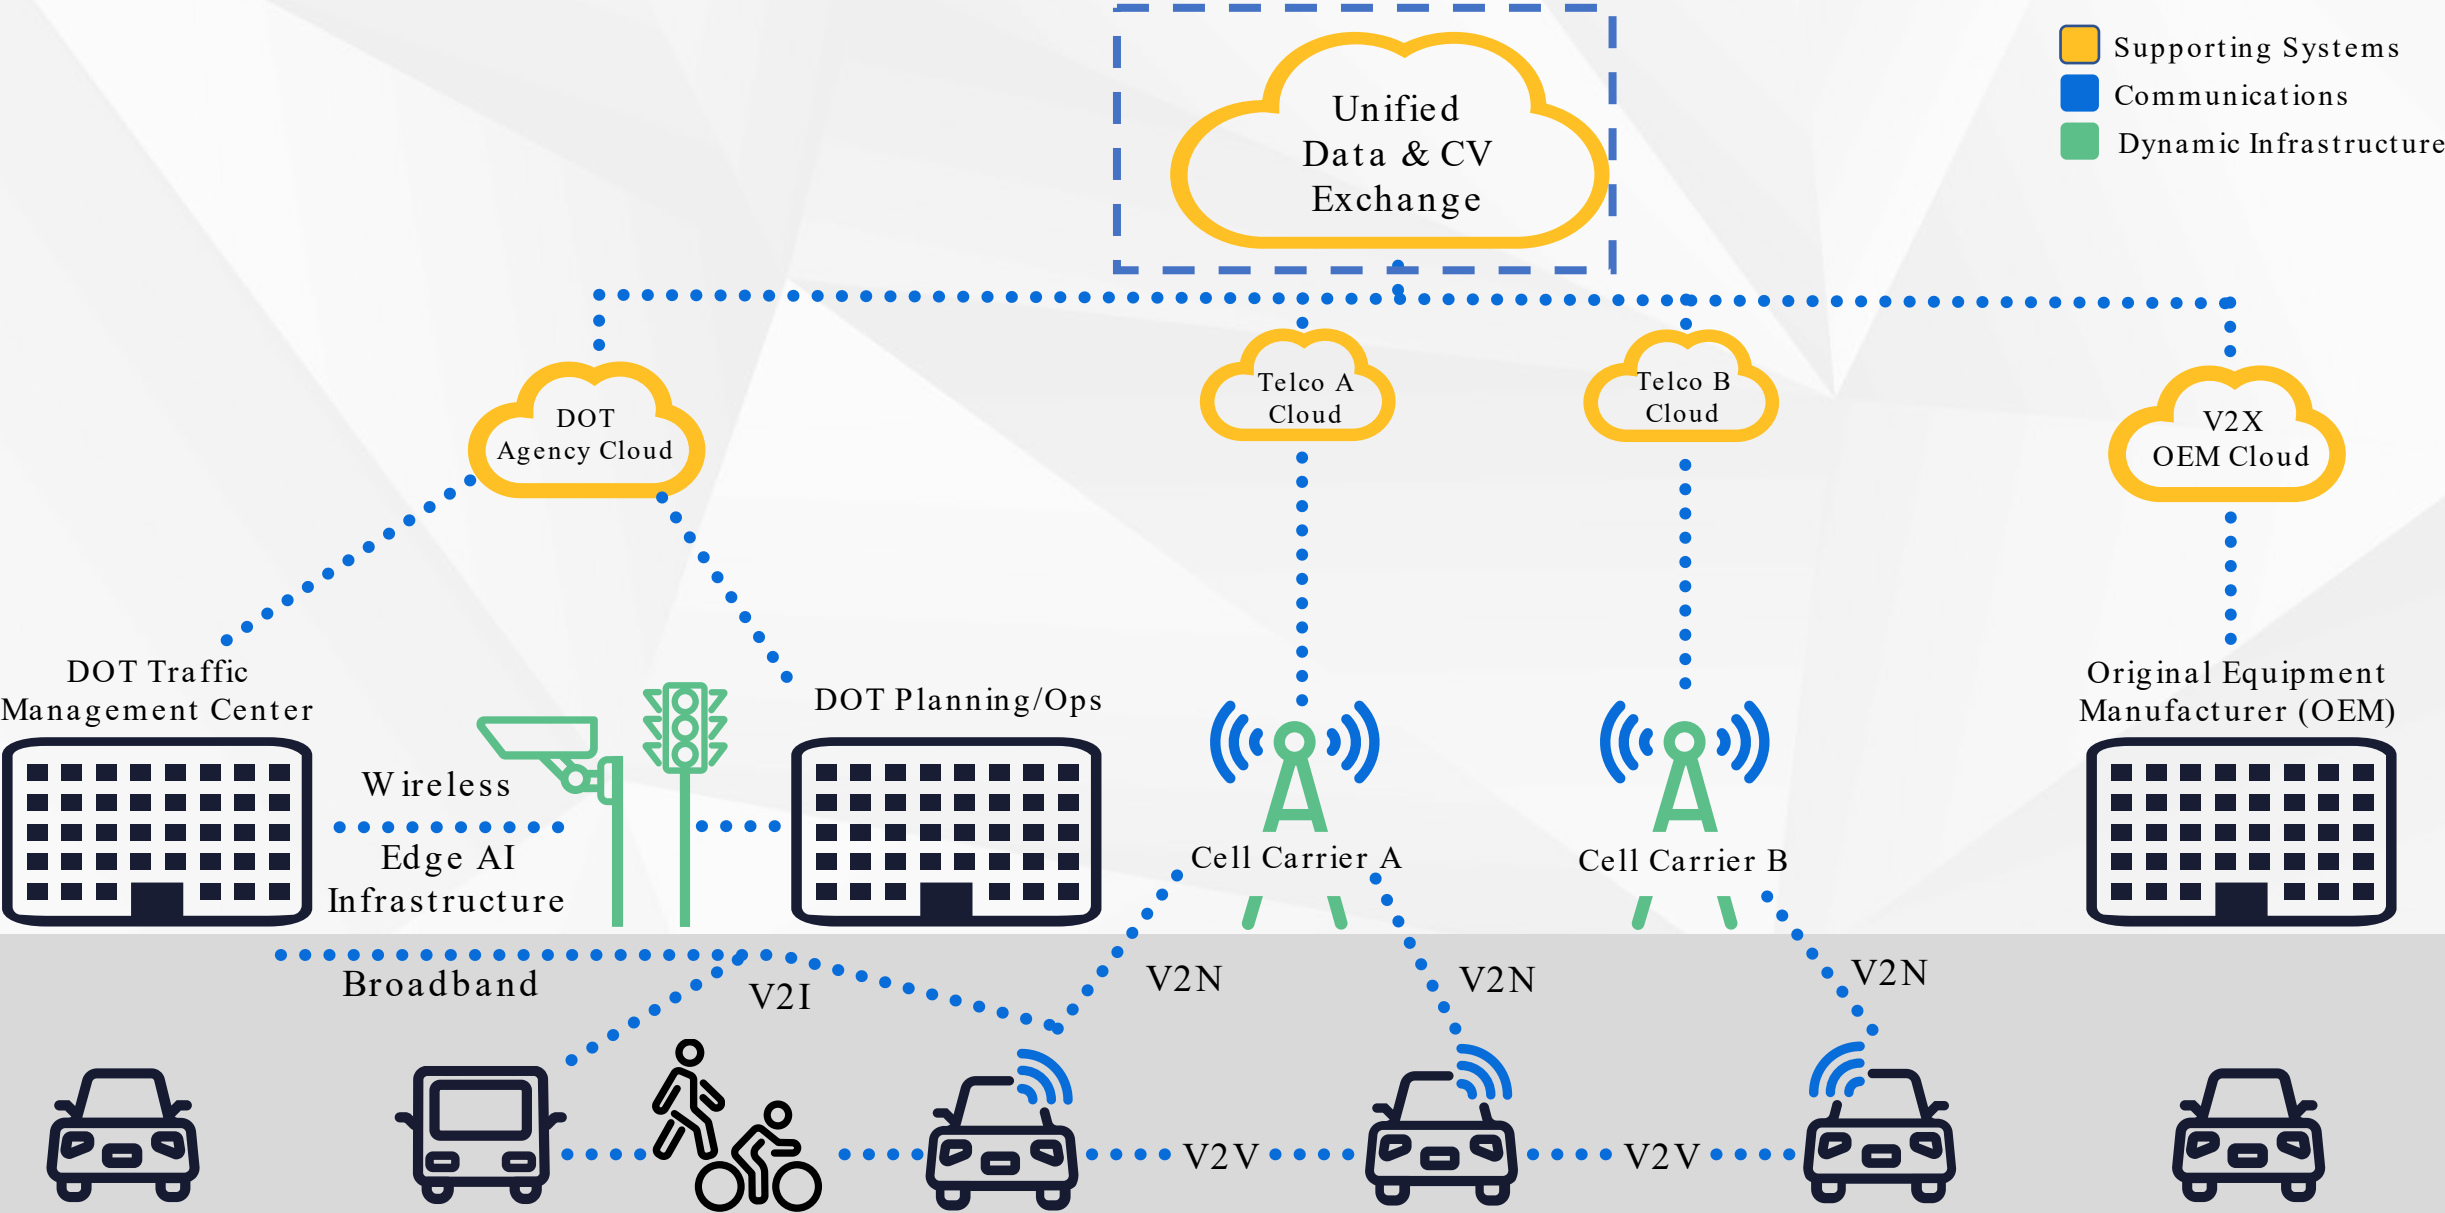 Unified
Data & CV
Exchange
Supporting Systems
Communications
Dynamic Infrastructure
DOT
Agency Cloud
Telco A
Cloud
Telco B
Cloud
V2X
OEM Cloud
DOT Traffic
Management Center
DOT Planning/Ops
Original Equipment
Manufacturer (OEM)
Wireless
Edge AI
Infrastructure
Cell Carrier A
Cell Carrier B
Broadband
V2I
V2N
V2N
V2N
V2V
V2V